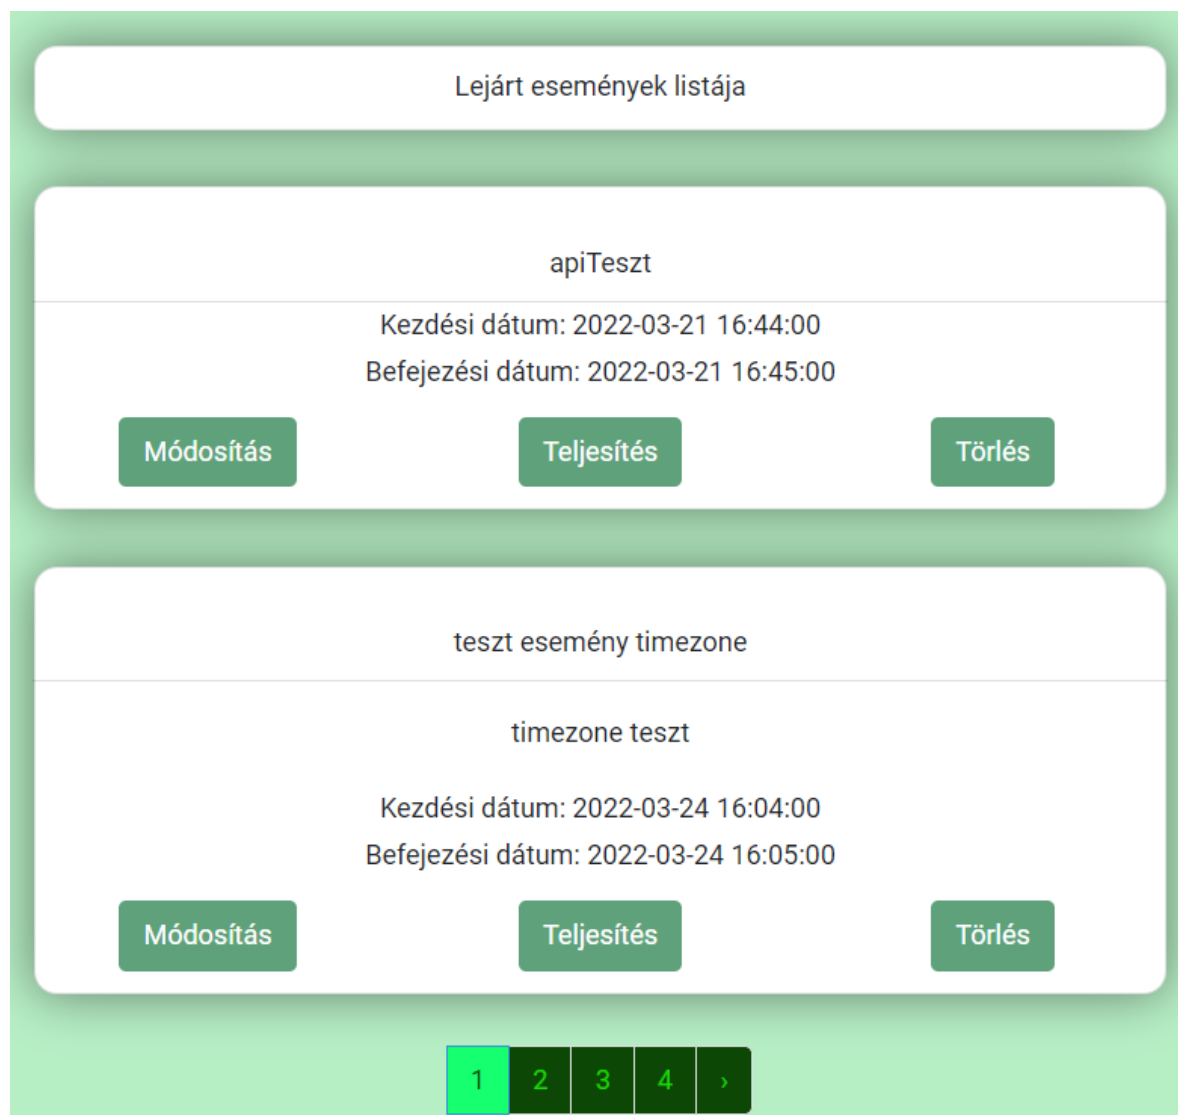 Lejárt események listája
apiTeszt
Kezdési dátum: 2022-03-21 16:44:00
Befejezési dátum: 2022-03-21 16:45:00
Módosítás Teljesítés Törlés
teszt esemény timezone
timezone teszt
Kezdési dátum: 2022-03-24 16:04:00
Befejezési dátum: 2022-03-24 16:05:00
Módosítás Teljesítés Törlés
1 2 3 4 ›